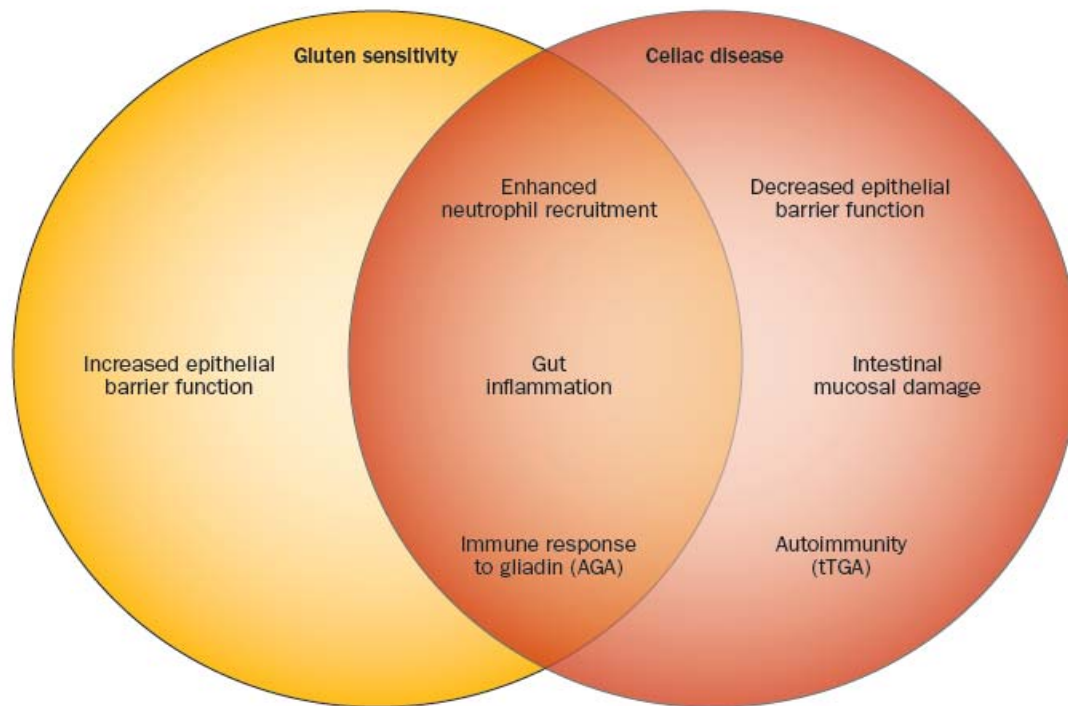 Gluten sensitivity
Celiac disease
Enhanced
neutrophil recruitment
Decreased epithelial
barrier function
Increased epithelial
barrier function
Gut
inflammation
Intestinal
mucosal damage
Immune response
to gliadin (AGA)
Autoimmunity
(tTGA)